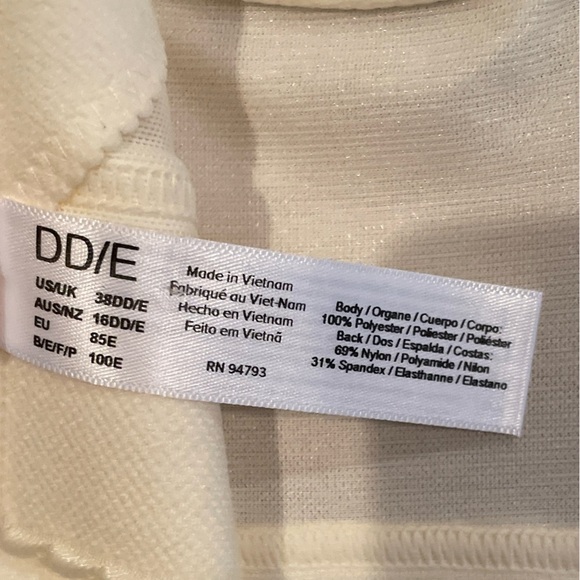 DD/E
US/UK 38DD/E
AUS/NZ 16DD/E
EU 85E
B/E/F/P 100E
Made in Vietnam
Fabriqué au Viet-Nam
Hecho en Vietnam
Feito em Vietnã
RN 94793
Body / Organe / Cuerpo / Corpo:
100% Polyester / Poliester / Poliéster
Back / Dos / Espalda / Costas:
69% Nylon / Polyamide / Nilon
31% Spandex / Elasthanne / Elastano